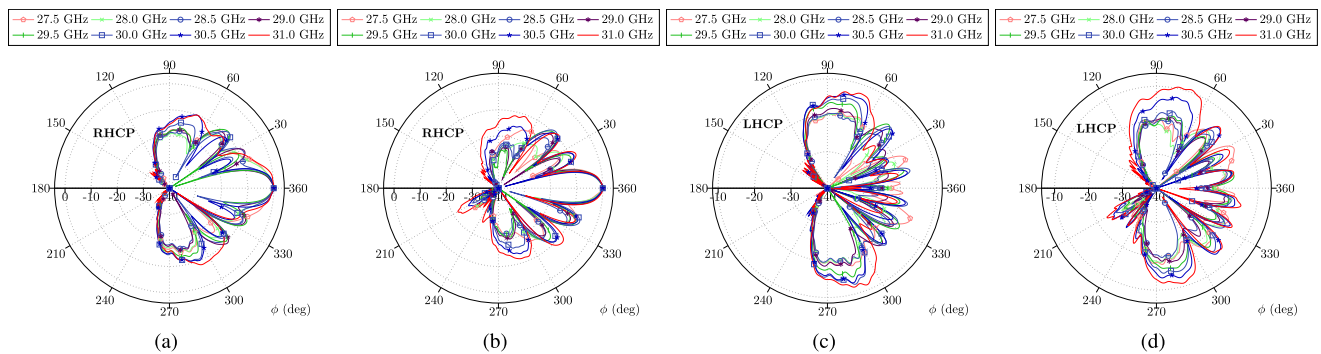 27.5 GHz 28.0 GHz 28.5 GHz 29.0 GHz
29.5 GHz 30.0 GHz 30.5 GHz 31.0 GHz
90
120 60
150 RHCP 30
180 0 -10 -20 -30 -360
210 330
240 300
270 ϕ (deg)
(a)
27.5 GHz 28.0 GHz 28.5 GHz 29.0 GHz
29.5 GHz 30.0 GHz 30.5 GHz 31.0 GHz
90
120 60
150 RHCP 30
180 0 -10 -20 -30 -360
210 330
240 300
270 ϕ (deg)
(b)
27.5 GHz 28.0 GHz 28.5 GHz 29.0 GHz
29.5 GHz 30.0 GHz 30.5 GHz 31.0 GHz
90
120 60
150 LHCP 30
180 -10 -20 -30 -40 -360
210 330
240 300
270 ϕ (deg)
(c)
27.5 GHz 28.0 GHz 28.5 GHz 29.0 GHz
29.5 GHz 30.0 GHz 30.5 GHz 31.0 GHz
90
120 60
150 LHCP 30
180 -10 -20 -30 -360
210 330
240 300
270 ϕ (deg)
(d)